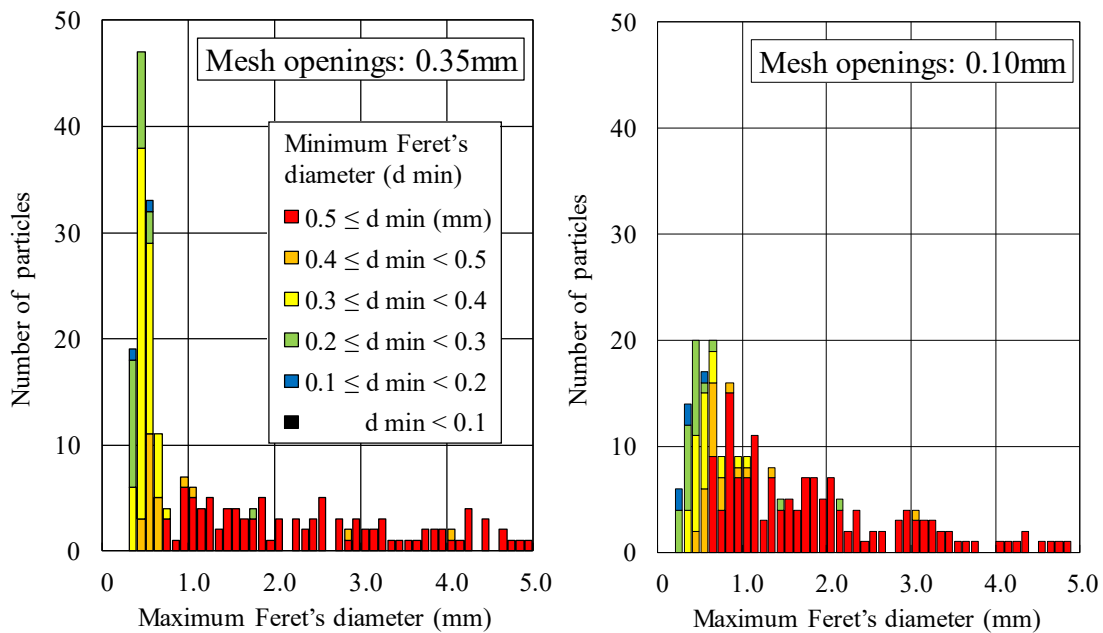 Mesh openings: 0.35mm
Number of particles
50
40
30
20
10
0
Minimum Feret's
diameter (d min)
0.5 ≤ d min (mm)
0.4 ≤ d min < 0.5
0.3 ≤ d min < 0.4
0.2 ≤ d min < 0.3
0.1 ≤ d min < 0.2
d min < 0.1
0 1.0 2.0 3.0 4.0 5.0
Maximum Feret's diameter (mm)
Mesh openings: 0.10mm
Number of particles
50
40
30
20
10
0
0 1.0 2.0 3.0 4.0 5.0
Maximum Feret's diameter (mm)